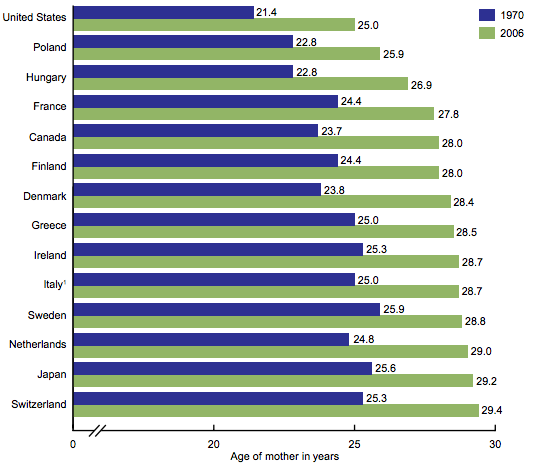 1970
2006
United States 21.4
25.0
Poland 22.8
25.9
Hungary 22.8
26.9
France 24.4
27.8
Canada 23.7
28.0
Finland 24.4
28.0
Denmark 23.8
28.4
Greece 25.0
28.5
Ireland 25.3
28.7
Italy¹ 25.0
28.7
Sweden 25.9
28.8
Netherlands 24.8
29.0
Japan 25.6
29.2
Switzerland 25.3
29.4
0 20 25 30
Age of mother in years